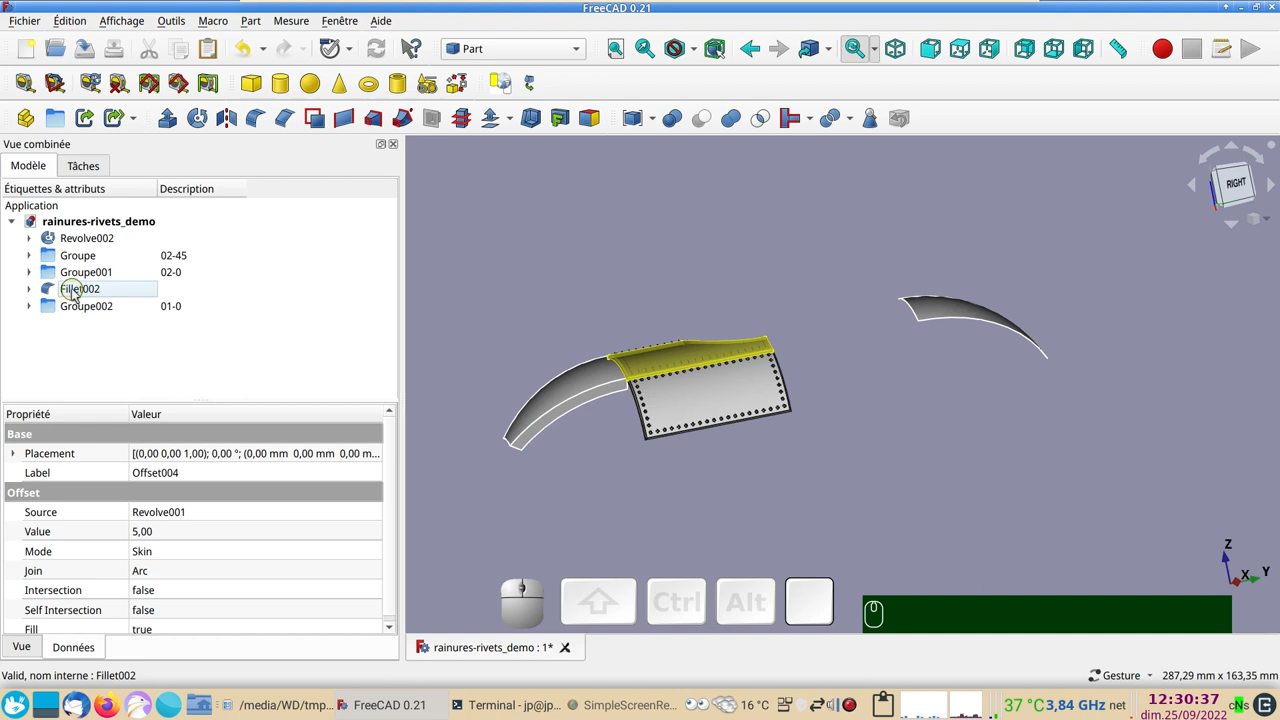 FreeCAD 0.21
Fichier Édition Affichage Outils Macro Part Mesure Fenêtre Aide
Part
Vue combinée
Modèle Tâches
Étiquettes & attributs Description
Application
rainures-rivets_demo
Revolve002
Groupe 02-45
Groupe001 02-0
Fillet002
Groupe002 01-0
RIGHT
Propriété Valeur
Base
Placement [(0,00 0,00 1,00); 0,00 °; (0,00 mm 0,00 mm 0,00 m...
Label Offset004
Offset
Source Revolve001
Value 5,00
Mode Skin
Join Arc
Intersection false
Self Intersection false
Fill true
Z
X Y
Ctrl Alt
Vue Données
rainures-rivets_demo : 1*
Valid, nom interne : Fillet002
Gesture 287,29 mm x 163,35 mm
/media/WD/tmp... FreeCAD 0.21 Terminal - jp@jp... SimpleScreenRe... 16 °C 37 °C 3,84 GHz net 12:30:37 cNs
dim.25/09/2022